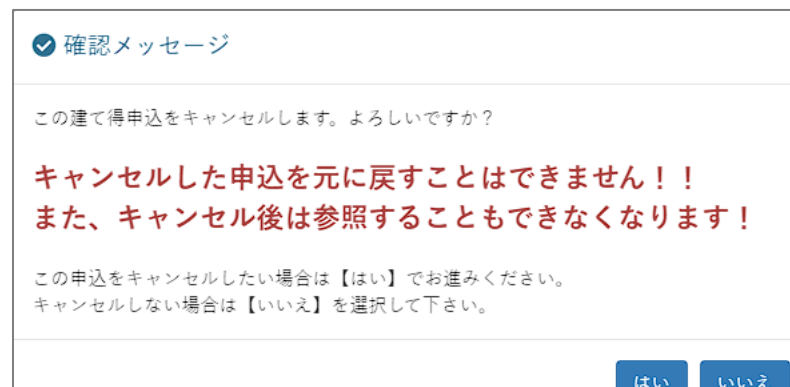 確認メッセージ
この建て得申込をキャンセルします。よろしいですか？
キャンセルした申込を元に戻すことはできません！！
また、キャンセル後は参照することもできなくなります！
この申込をキャンセルしたい場合は【はい】でお進みください。
キャンセルしない場合は【いいえ】を選択して下さい。
はい いいえ